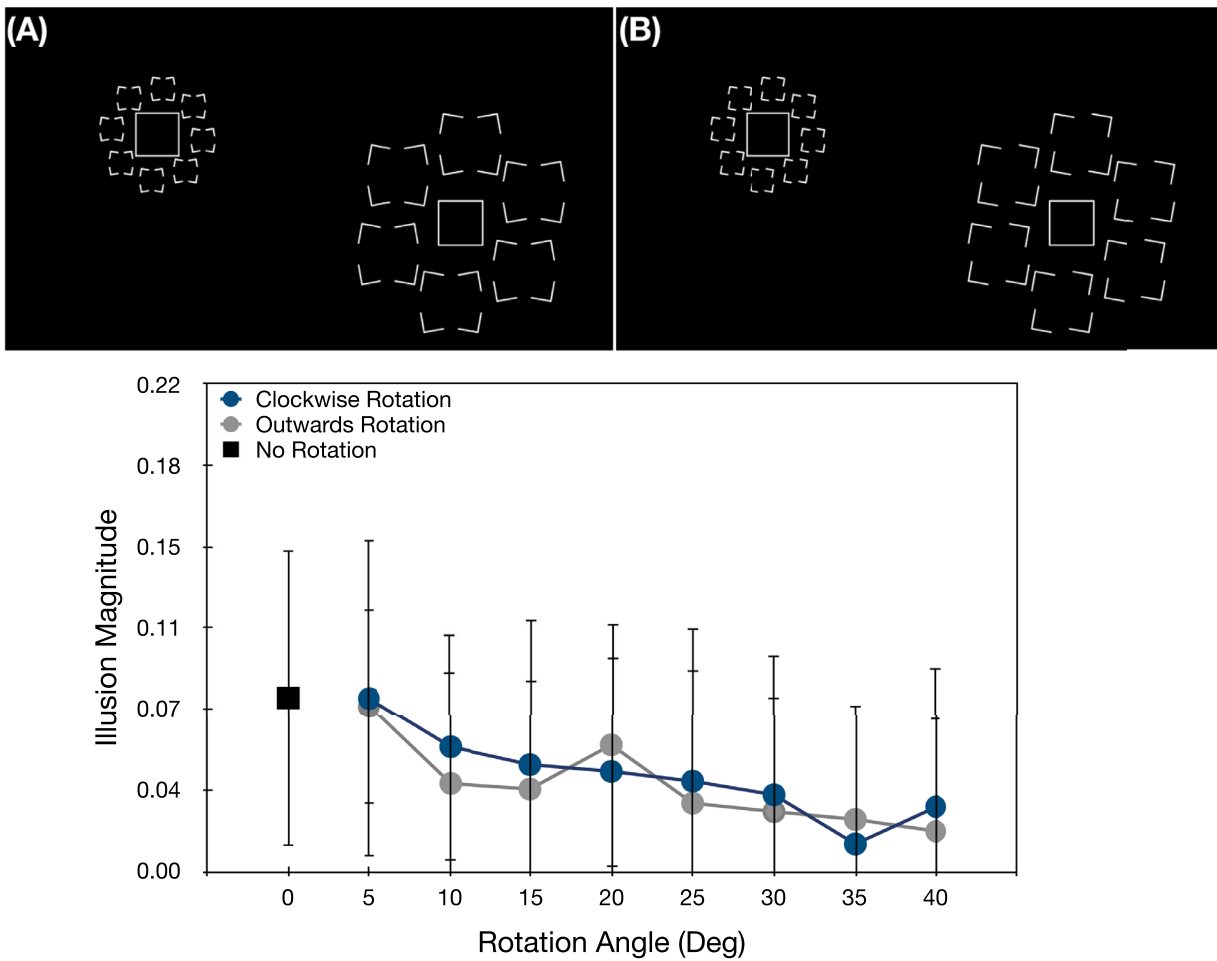 (A)
(B)
0.22
Clockwise Rotation
Outwards Rotation
No Rotation
0.18
0.15
0.11
0.07
0.04
0.00
Illusion Magnitude
0 5 10 15 20 25 30 35 40
Rotation Angle (Deg)